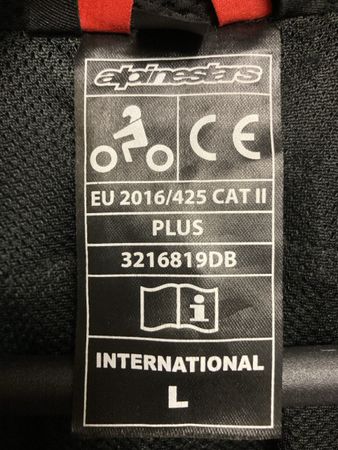 alpinestars
CE
EU 2016/425 CAT II
PLUS
3216819DB
i
INTERNATIONAL
L